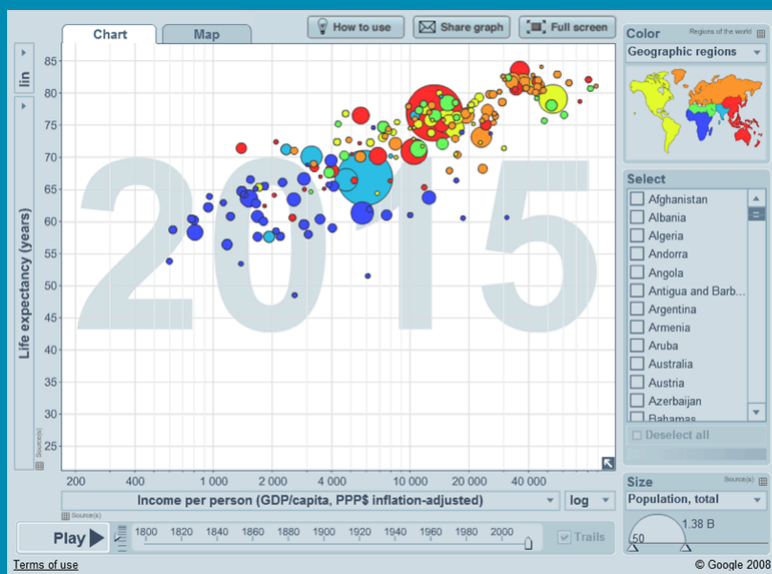 Chart
Map
How to use
Share graph
Full screen
lin
Life expectancy (years)
Source(s)
85
80
75
70
65
60
55
50
45
40
35
30
25
2015
200
400
1 000
2 000
4 000
10 000
20 000
40 000
Income per person (GDP/capita, PPP$ inflation-adjusted)
log
Source(s)
Play
1800
1820
1840
1860
1880
1900
1920
1940
1960
1980
2000
Trails
Color
Regions of the world
Geographic regions
Select
Afghanistan
Albania
Algeria
Andorra
Angola
Antigua and Barb...
Argentina
Armenia
Aruba
Australia
Austria
Azerbaijan
Bahamas
Deselect all
Size
Source(s)
Population, total
1.38 B
50
Terms of use
© Google 2008